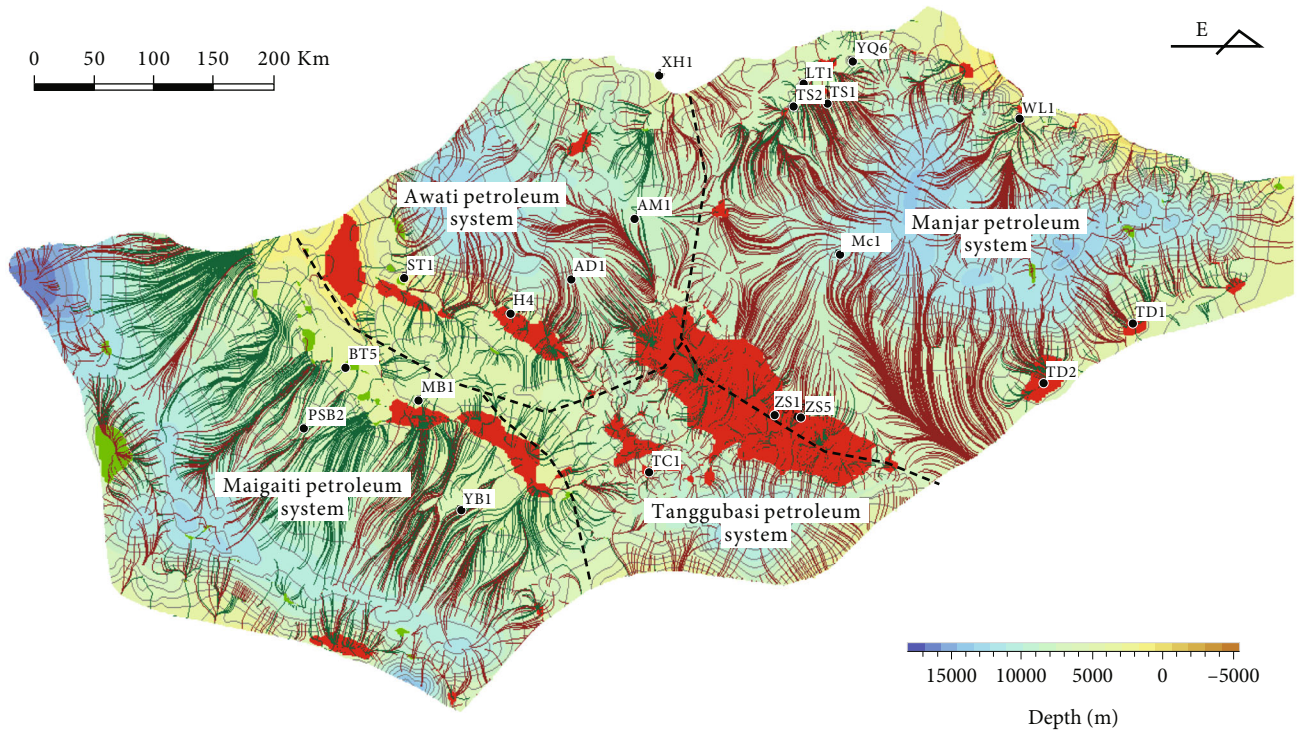 0 50 100 150 200 Km
E
XH1
YQ6
LT1
TS2
TS1
WL1
Awati petroleum
system
AM1
Manjar petroleum
system
Mc1
ST1
AD1
H4
TD1
BT5
MB1
TD2
ZS1
ZS5
PSB2
TC1
Maigaiti petroleum
system
YB1
Tanggubasi petroleum
system
15000 10000 5000 0 −5000
Depth (m)